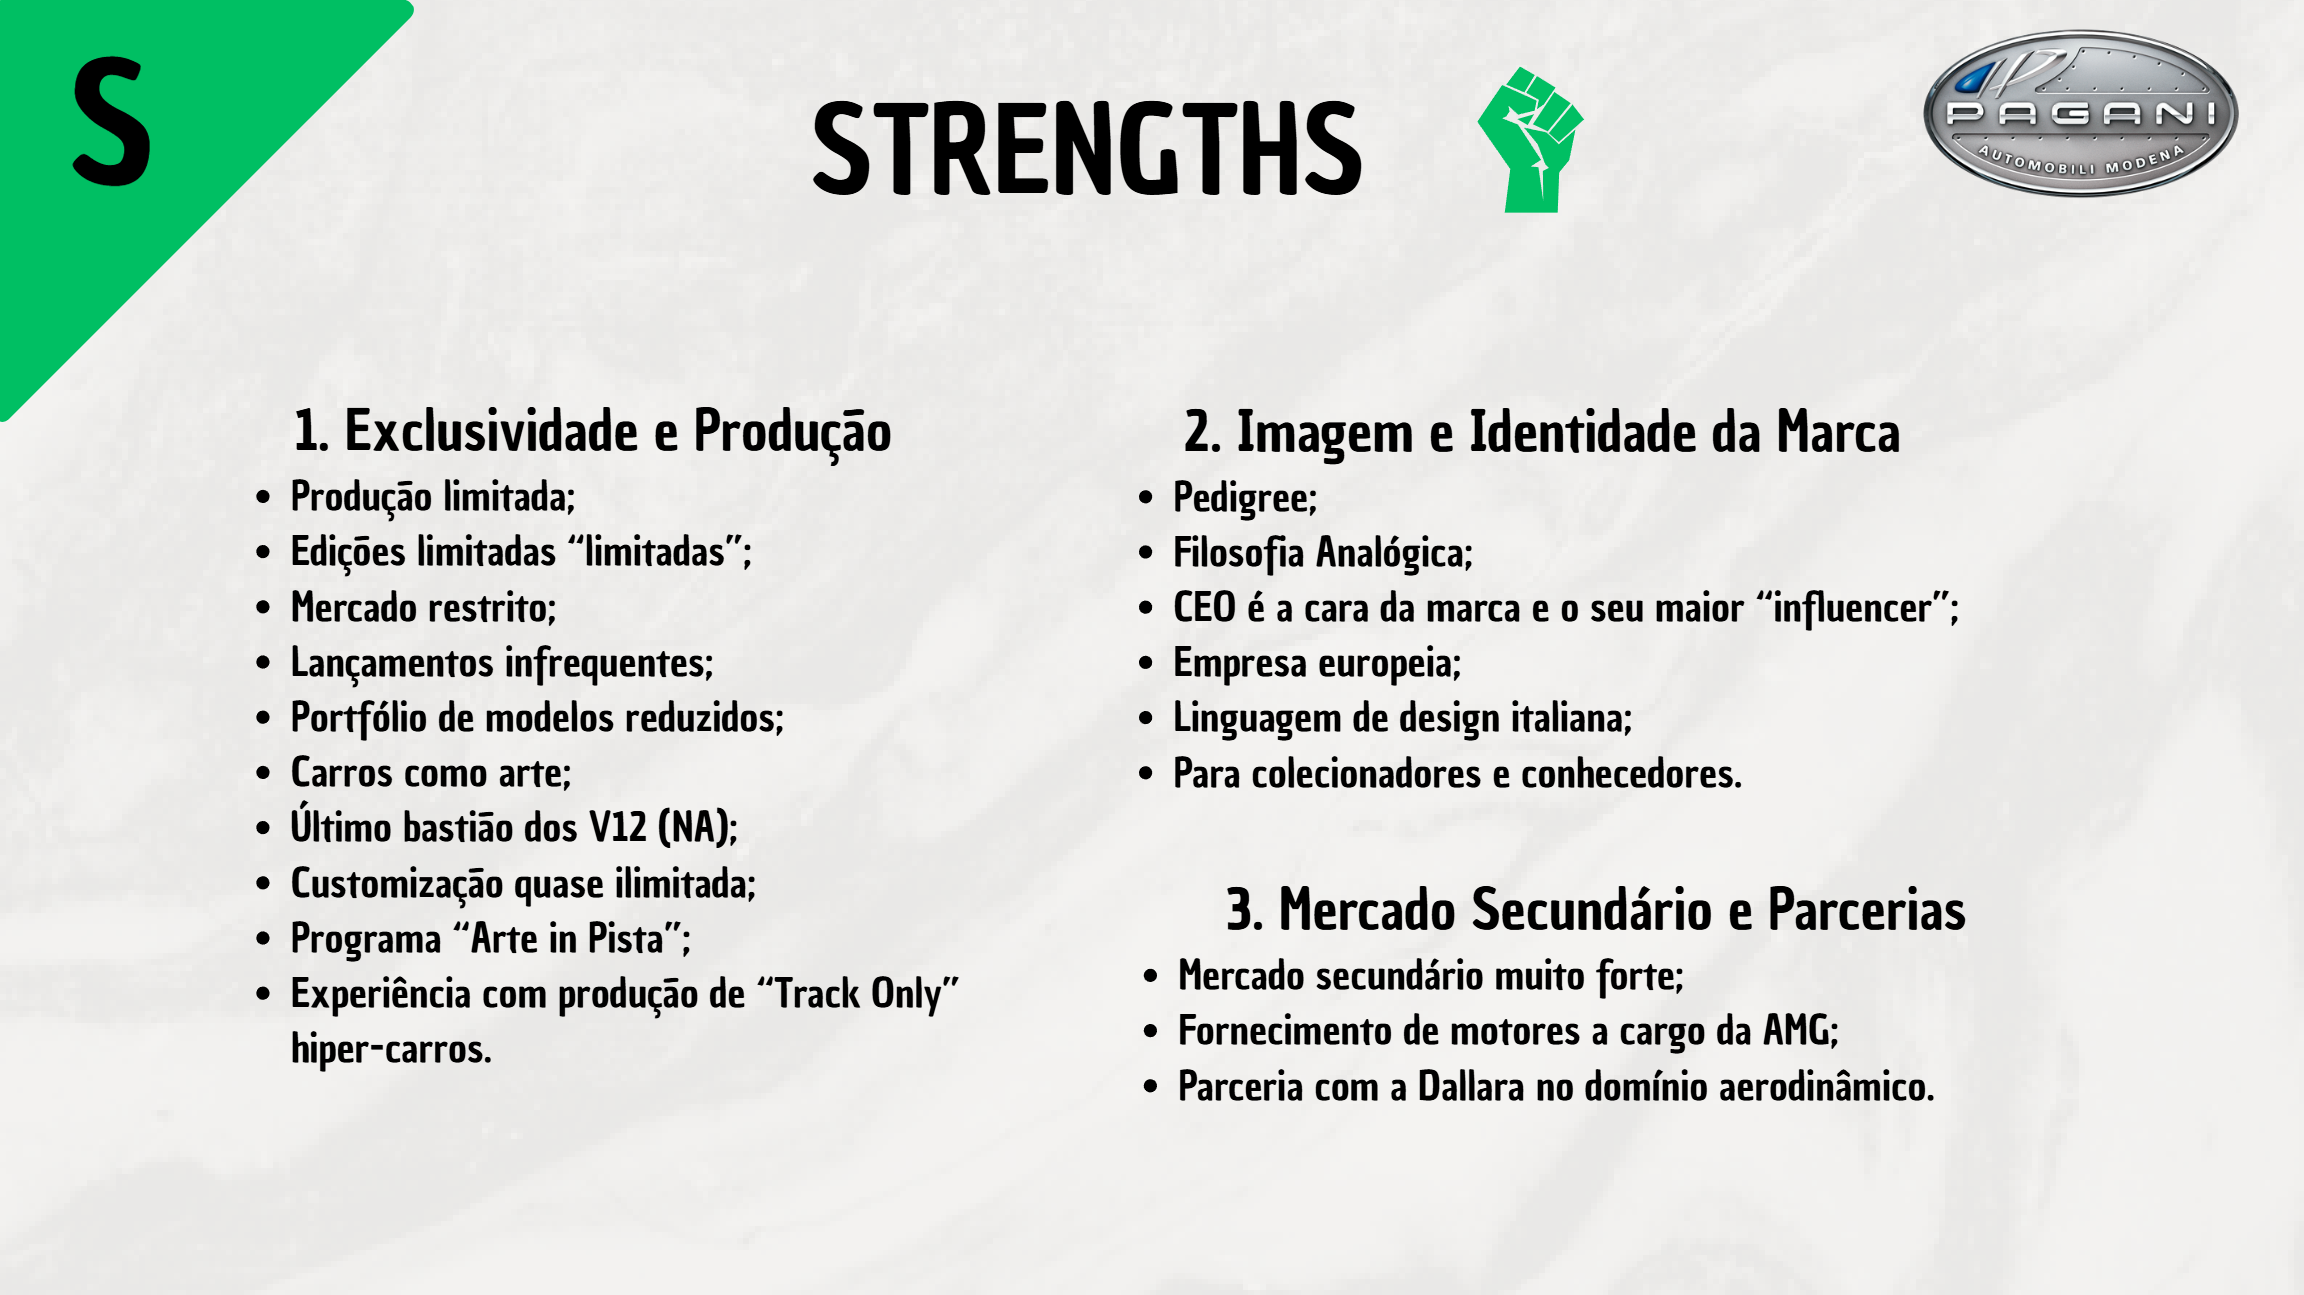 S
STRENGTHS
PAGANI
AUTOMOBILI MODENA
1. Exclusividade e Produção
• Produção limitada;
• Edições limitadas “limitadas”;
• Mercado restrito;
• Lançamentos infrequentes;
• Portfólio de modelos reduzidos;
• Carros como arte;
• Último bastião dos V12 (NA);
• Customização quase ilimitada;
• Programa “Arte in Pista”;
• Experiência com produção de “Track Only”
hiper-carros.
2. Imagem e Identidade da Marca
• Pedigree;
• Filosofia Analógica;
• CEO é a cara da marca e o seu maior “influencer”;
• Empresa europeia;
• Linguagem de design italiana;
• Para colecionadores e conhecedores.
3. Mercado Secundário e Parcerias
• Mercado secundário muito forte;
• Fornecimento de motores a cargo da AMG;
• Parceria com a Dallara no domínio aerodinâmico.